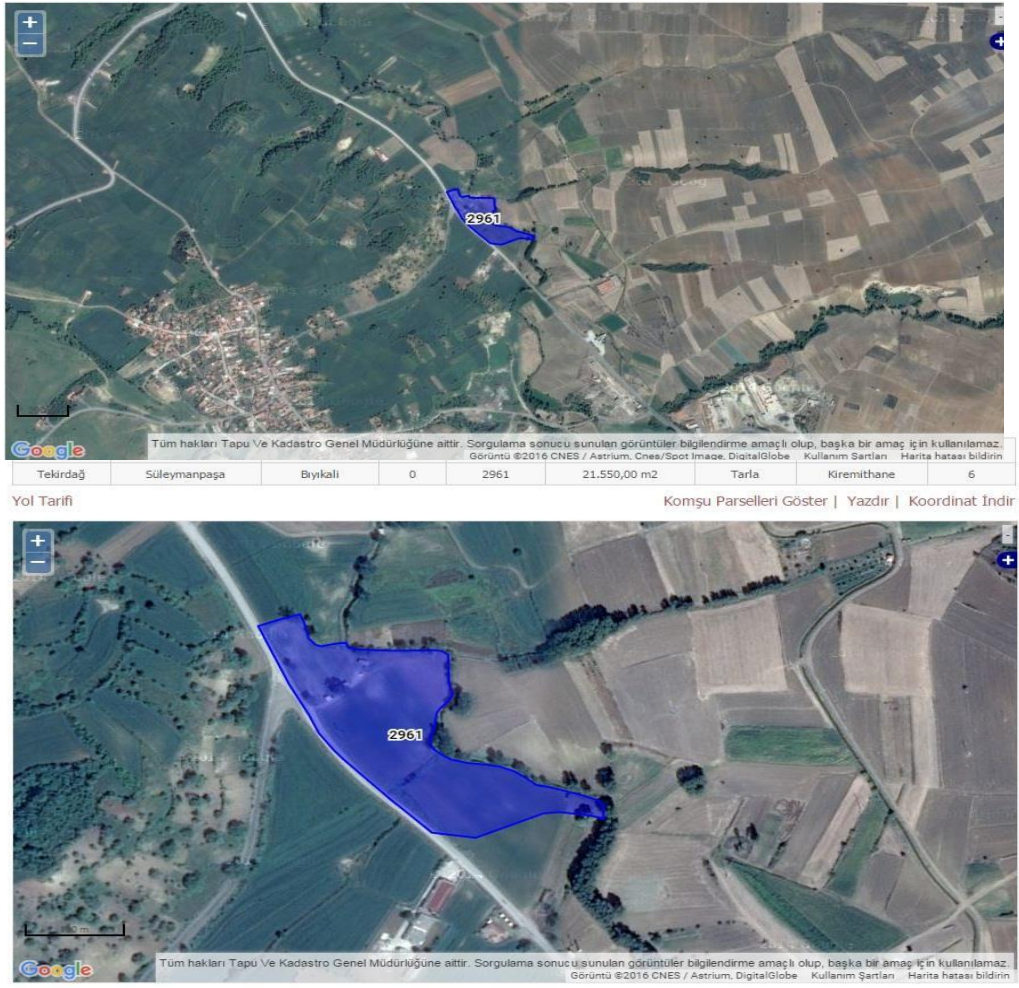 +
−
-
+
2961
Google
Tüm hakları Tapu Ve Kadastro Genel Müdürlüğüne aittir. Sorgulama sonucu sunulan görüntüler bilgilendirme amaçlı olup, başka bir amaç için kullanılamaz.
Görüntü ©2016 CNES / Astrium, Cnes/Spot Image, DigitalGlobe Kullanım Şartları Harita hatası bildirin
Tekirdağ Süleymanpaşa Bıyıkali 0 2961 21.550,00 m2 Tarla Kiremithane 6
Yol Tarifi Komşu Parselleri Göster | Yazdır | Koordinat İndir
+
−
-
+
2961
Google
Tüm hakları Tapu Ve Kadastro Genel Müdürlüğüne aittir. Sorgulama sonucu sunulan görüntüler bilgilendirme amaçlı olup, başka bir amaç için kullanılamaz.
Görüntü ©2016 CNES / Astrium, DigitalGlobe Kullanım Şartları Harita hatası bildirin